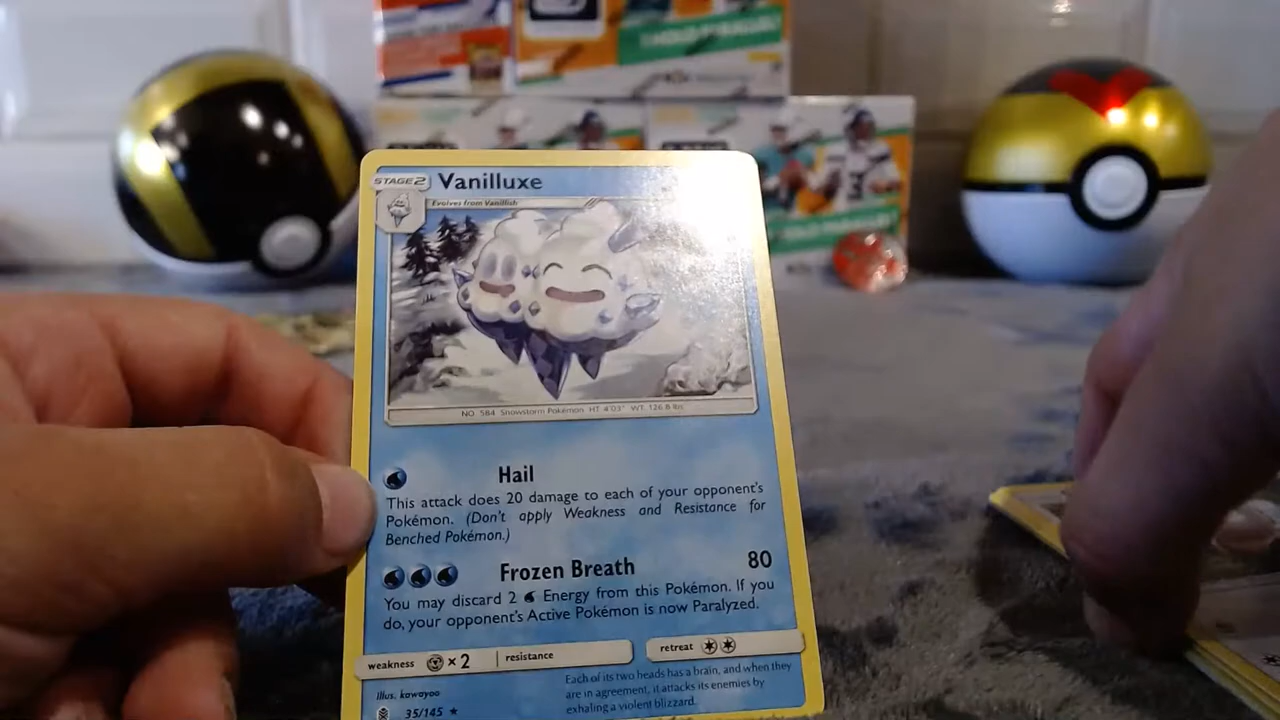 STAGE2 Vanilluxe
Evolves from Vanillish
NO. 584 Snowstorm Pokémon HT 4'03" WT 126.8 lbs
Hail
This attack does 20 damage to each of your opponent's
Pokémon. (Don't apply Weakness and Resistance for
Benched Pokémon.)
Frozen Breath 80
You may discard 2 Energy from this Pokémon. If you
do, your opponent's Active Pokémon is now Paralyzed.
weakness ×2 resistance
retreat
Each of its two heads has a brain, and when they
are in agreement, it attacks its enemies by
exhaling a violent blizzard.
Illus. kawayoo
35/145 ★